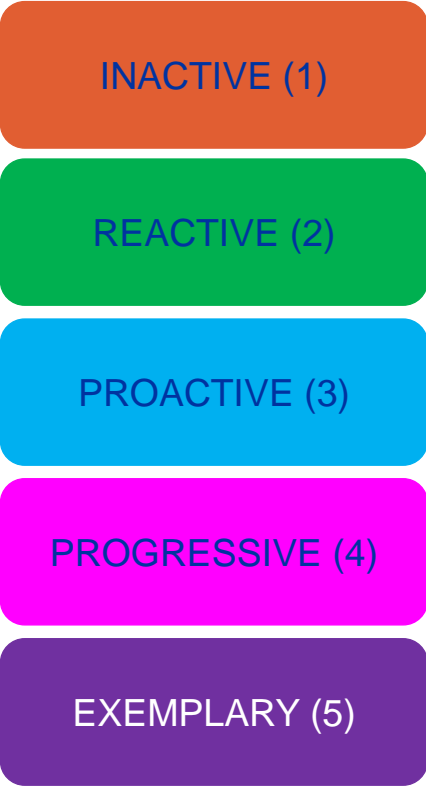 INACTIVE (1)
REACTIVE (2)
PROACTIVE (3)
PROGRESSIVE (4)
EXEMPLARY (5)